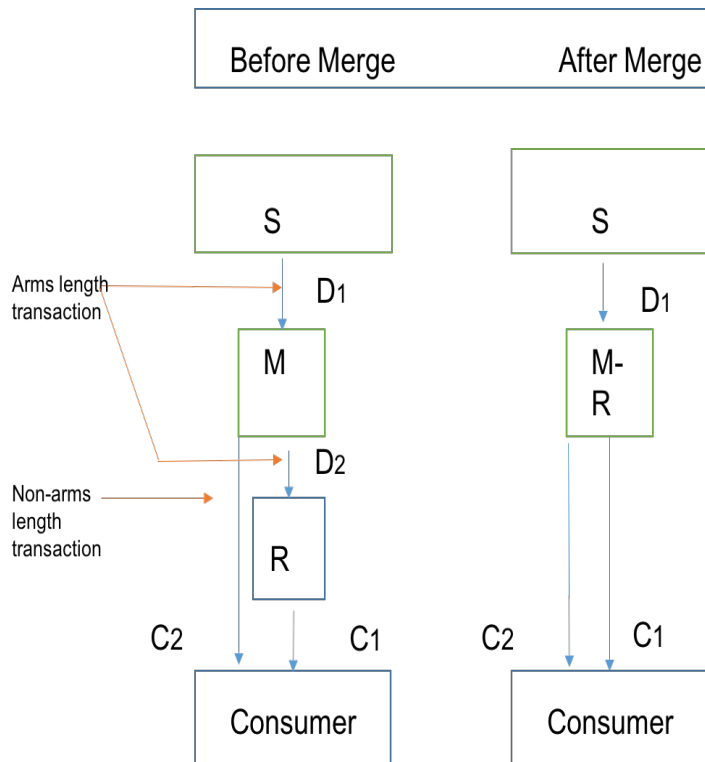 Before Merge
After Merge
S
S
Arms length
transaction
D1
D1
M
M-
R
D2
Non-arms
length
transaction
R
C2
C1
C2
C1
Consumer
Consumer